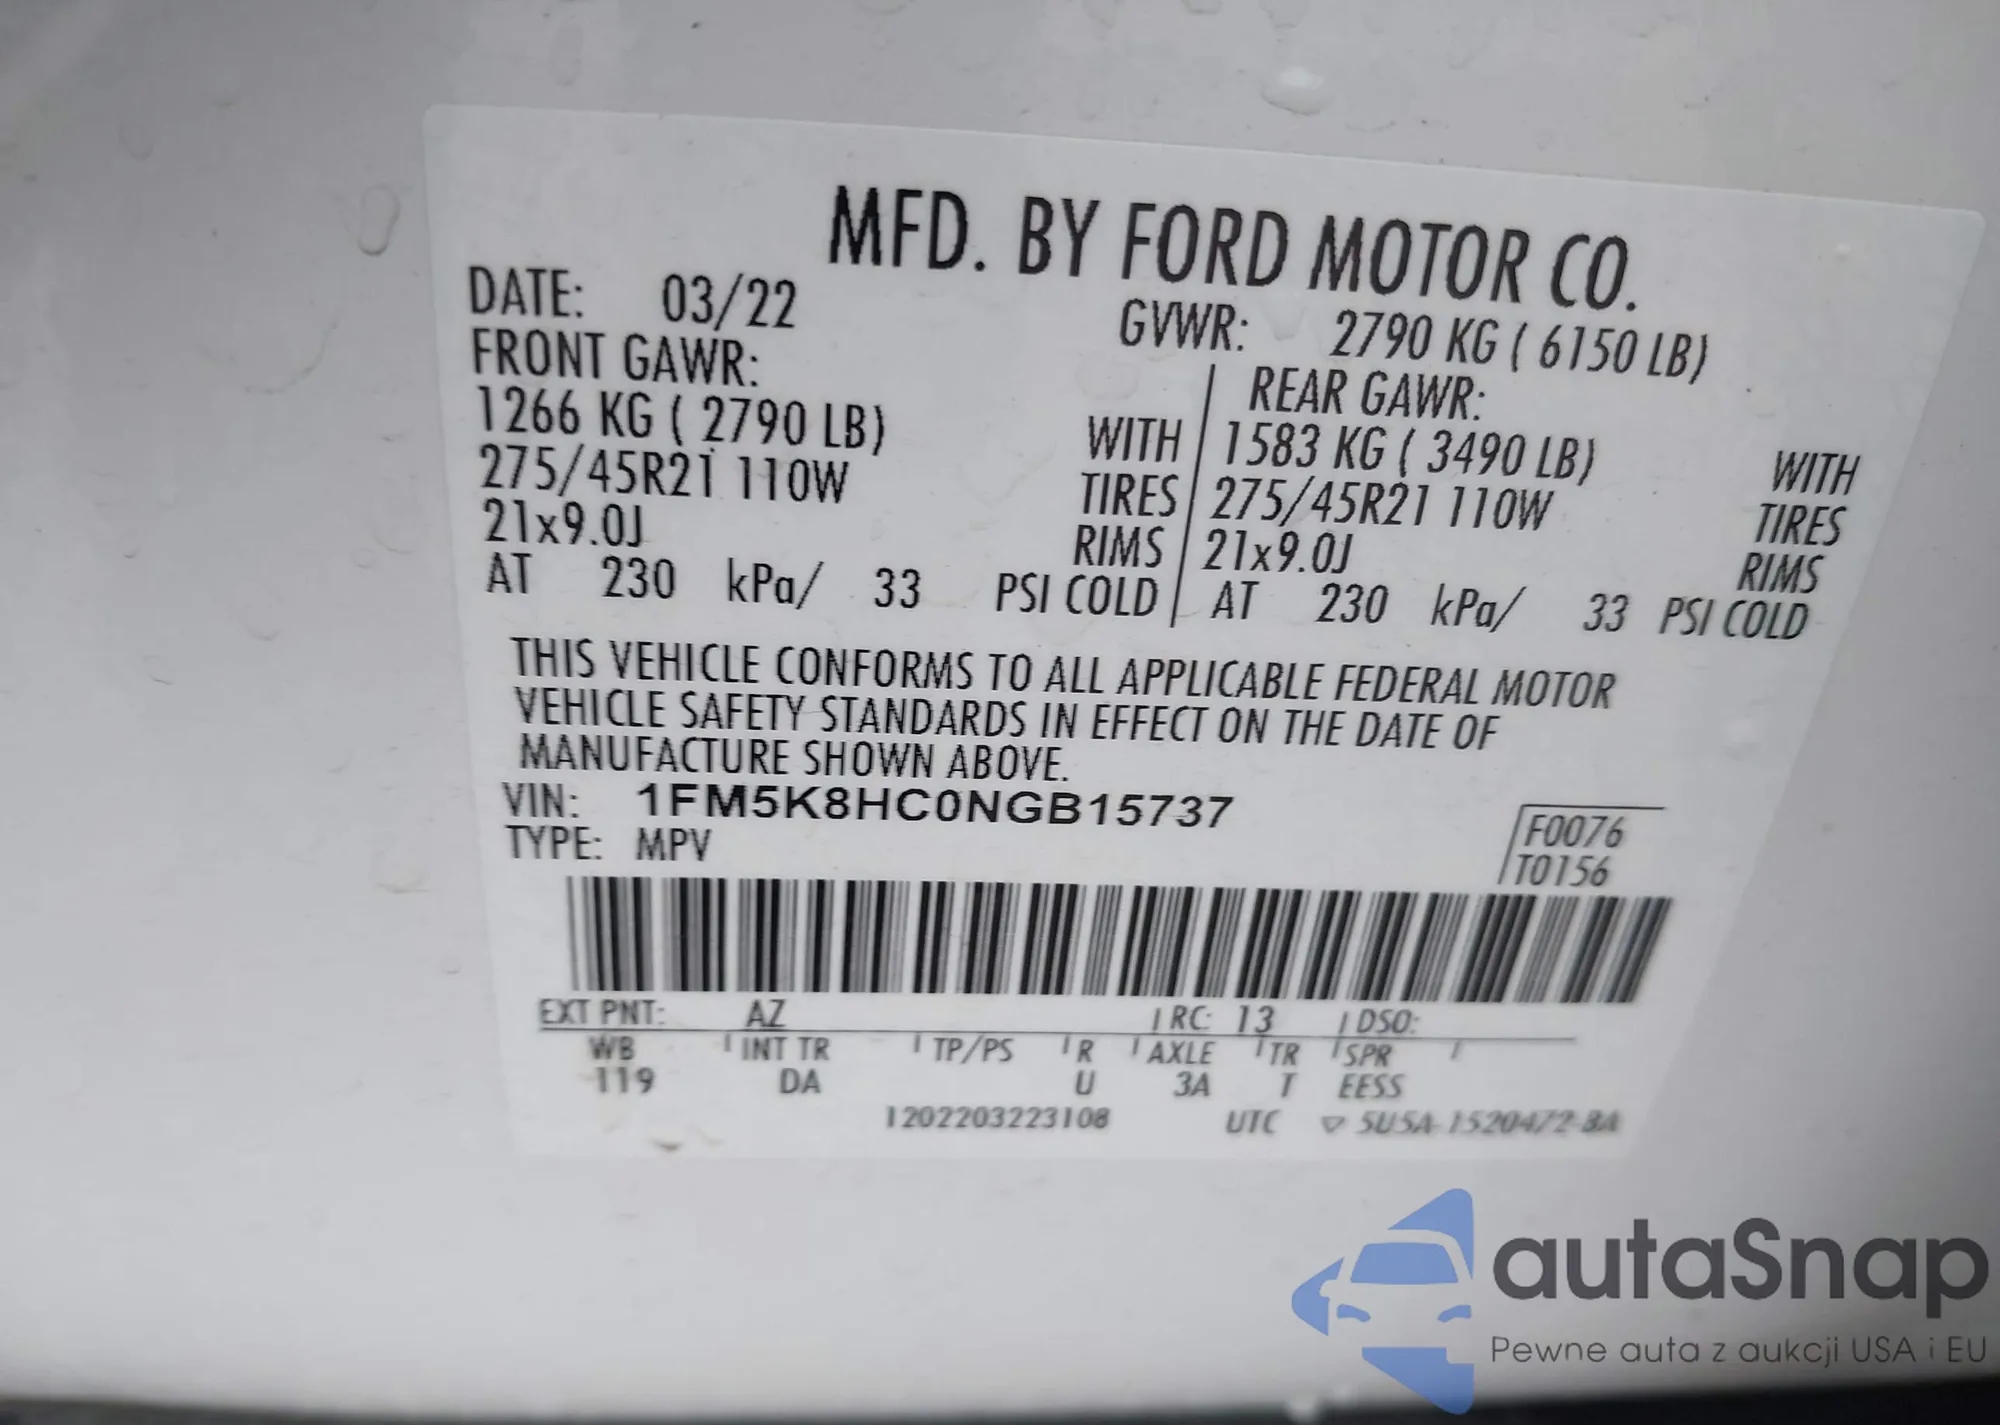 MFD. BY FORD MOTOR CO.
DATE: 03/22 GVWR: 2790 KG ( 6150 LB)
FRONT GAWR: REAR GAWR:
1266 KG ( 2790 LB) WITH 1583 KG ( 3490 LB) WITH
275/45R21 110W TIRES 275/45R21 110W TIRES
21x9.0J RIMS 21x9.0J RIMS
AT 230 kPa/ 33 PSI COLD AT 230 kPa/ 33 PSI COLD
THIS VEHICLE CONFORMS TO ALL APPLICABLE FEDERAL MOTOR
VEHICLE SAFETY STANDARDS IN EFFECT ON THE DATE OF
MANUFACTURE SHOWN ABOVE.
VIN: 1FM5K8HC0NGB15737
TYPE: MPV
F0076
T0156
EXT PNT: AZ RC: 13 DSO:
WB INT TR TP/PS R AXLE TR SPR
119 DA U 3A T EESS
1202203223108 UTC ▽ 5U5A-1520472-BA
autaSnap
Pewne auta z aukcji USA i EU